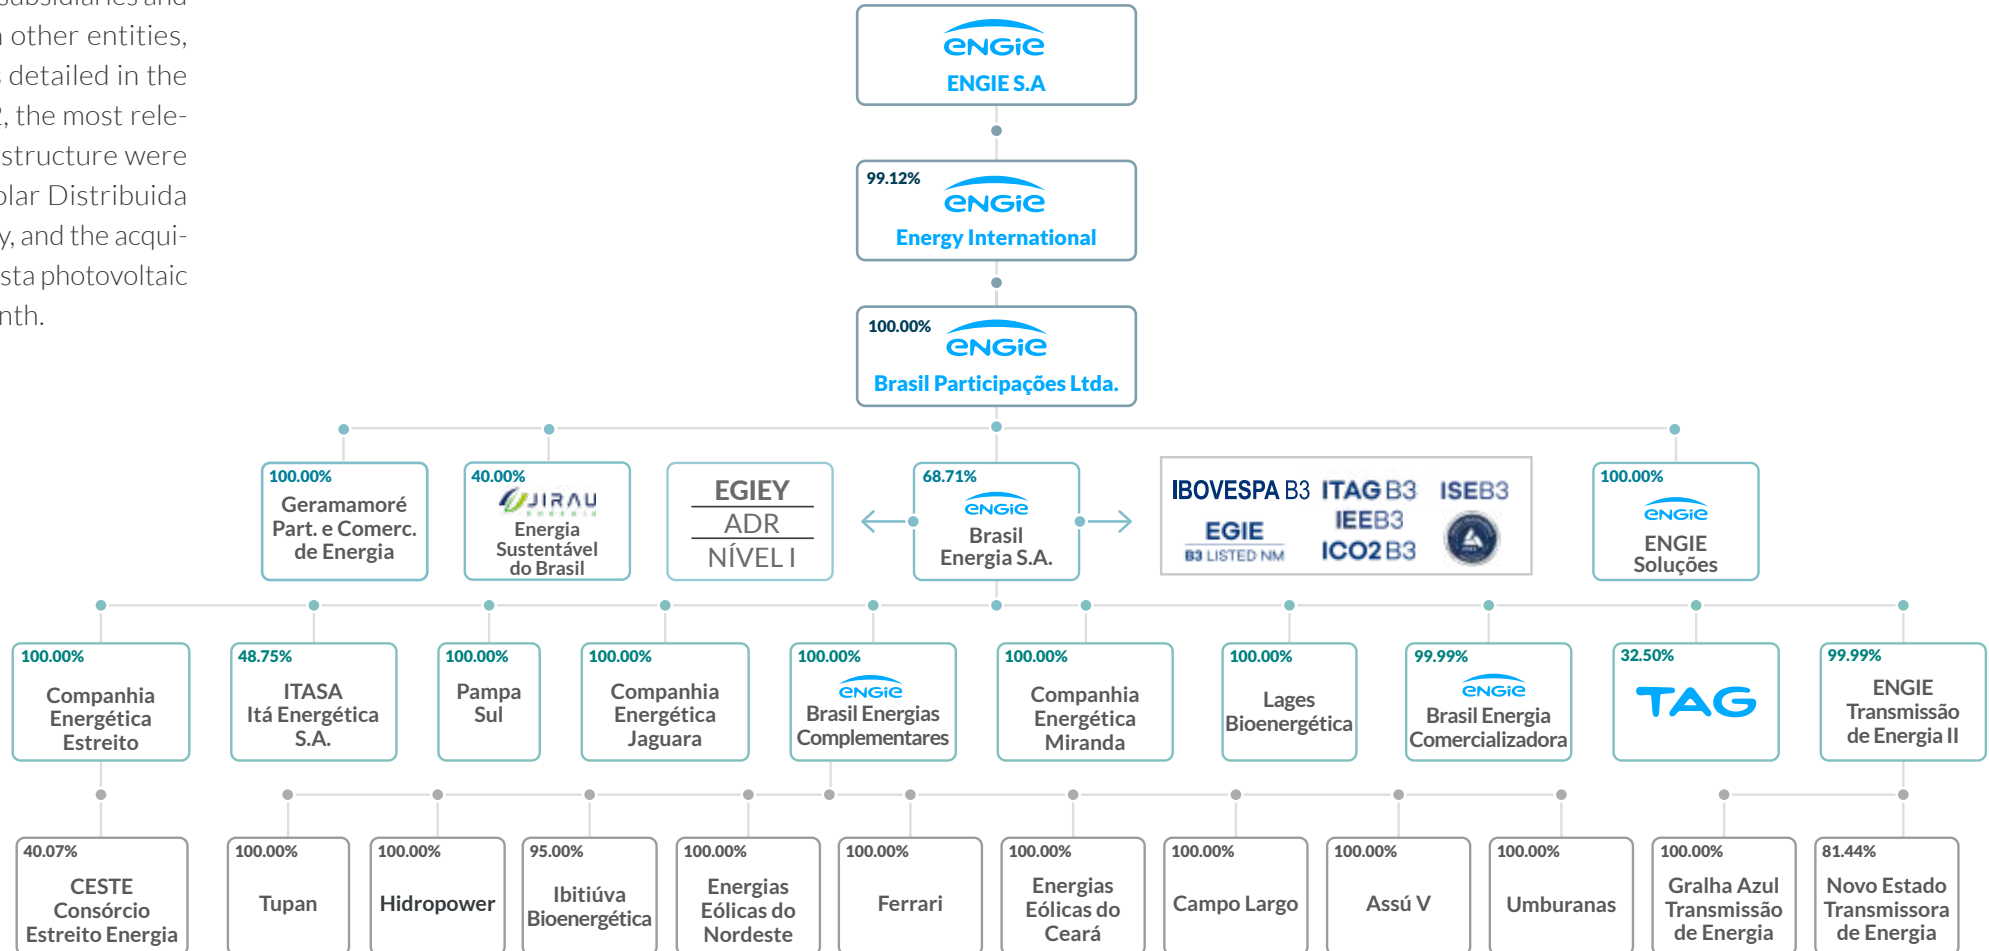 subsidiaries and
other entities,
detailed in the
, the most rele-
structure were
olar Distribuida
y, and the acqui-
sta photovoltaic
nth.
ENGIE
ENGIE S.A
99.12%
ENGIE
Energy International
100.00%
ENGIE
Brasil Participações Ltda.
100.00%
Geramamoré
Part. e Comerc.
de Energia
40.00%
JIRAU
ENERGIA
Energia
Sustentável
do Brasil
EGIEY
ADR
NÍVEL I
68.71%
ENGIE
Brasil
Energia S.A.
IBOVESPA B3
EGIE
B3 LISTED NM
ITAG B3
IEEB3
ICO2 B3
ISEB3
100.00%
ENGIE
ENGIE
Soluções
100.00%
Companhia
Energética
Estreito
48.75%
ITASA
Itá Energética
S.A.
100.00%
Pampa
Sul
100.00%
Companhia
Energética
Jaguara
100.00%
ENGIE
Brasil Energias
Complementares
100.00%
Companhia
Energética
Miranda
100.00%
Lages
Bioenergética
99.99%
ENGIE
Brasil Energia
Comercializadora
32.50%
TAG
99.99%
ENGIE
Transmissão
de Energia II
40.07%
CESTE
Consórcio
Estreito Energia
100.00%
Tupan
100.00%
Hidropower
95.00%
Ibitiúva
Bioenergética
100.00%
Energias
Eólicas do
Nordeste
100.00%
Ferrari
100.00%
Energias
Eólicas do
Ceará
100.00%
Campo Largo
100.00%
Assú V
100.00%
Umburanas
100.00%
Gralha Azul
Transmissão
de Energia
81.44%
Novo Estado
Transmissora
de Energia